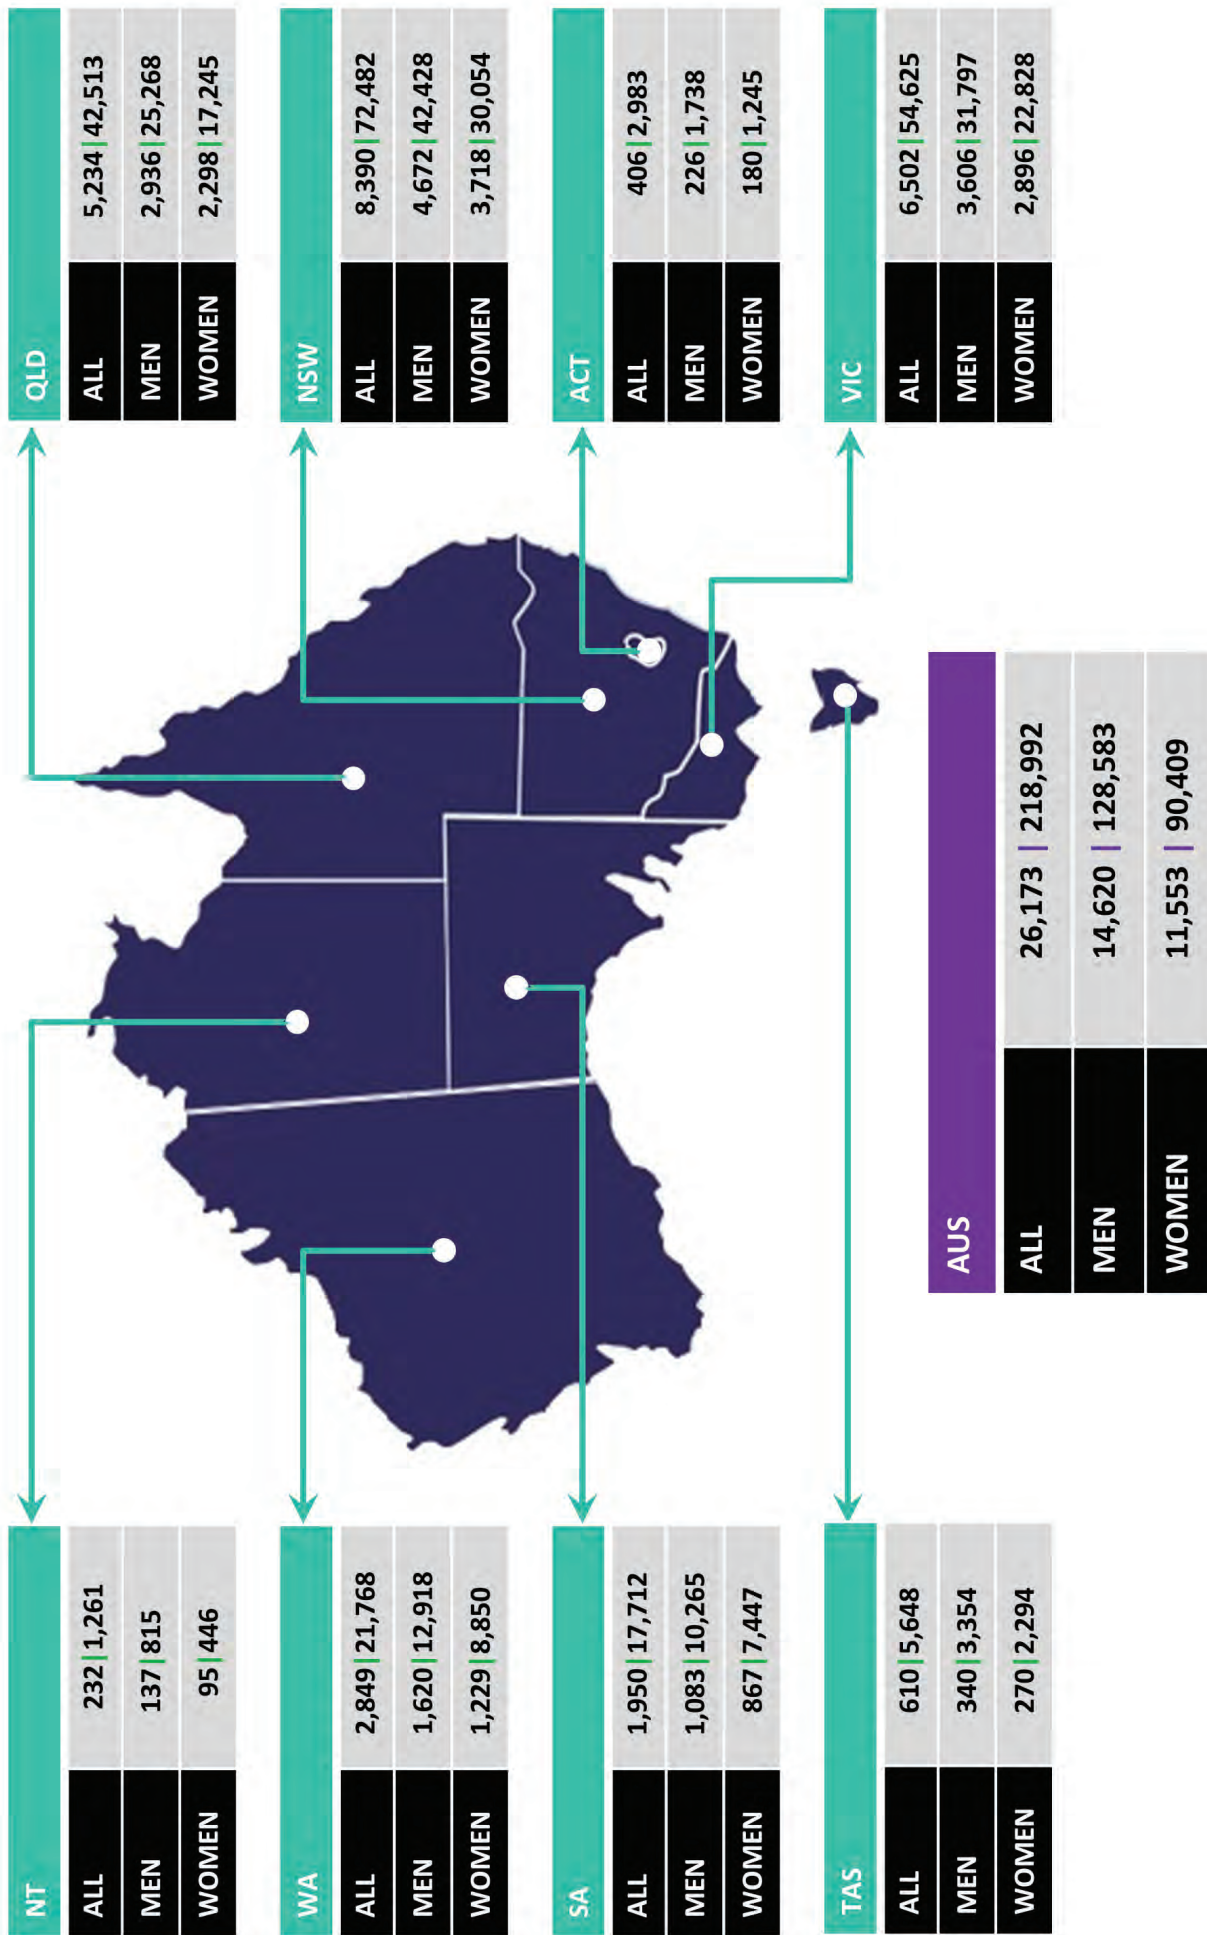 NT
ALL 232 | 1,261
MEN 137 | 815
WOMEN 95 | 446
WA
ALL 2,849 | 21,768
MEN 1,620 | 12,918
WOMEN 1,229 | 8,850
SA
ALL 1,950 | 17,712
MEN 1,083 | 10,265
WOMEN 867 | 7,447
TAS
ALL 610 | 5,648
MEN 340 | 3,354
WOMEN 270 | 2,294
QLD
ALL 5,234 | 42,513
MEN 2,936 | 25,268
WOMEN 2,298 | 17,245
NSW
ALL 8,390 | 72,482
MEN 4,672 | 42,428
WOMEN 3,718 | 30,054
ACT
ALL 406 | 2,983
MEN 226 | 1,738
WOMEN 180 | 1,245
VIC
ALL 6,502 | 54,625
MEN 3,606 | 31,797
WOMEN 2,896 | 22,828
AUS
ALL 26,173 | 218,992
MEN 14,620 | 128,583
WOMEN 11,553 | 90,409